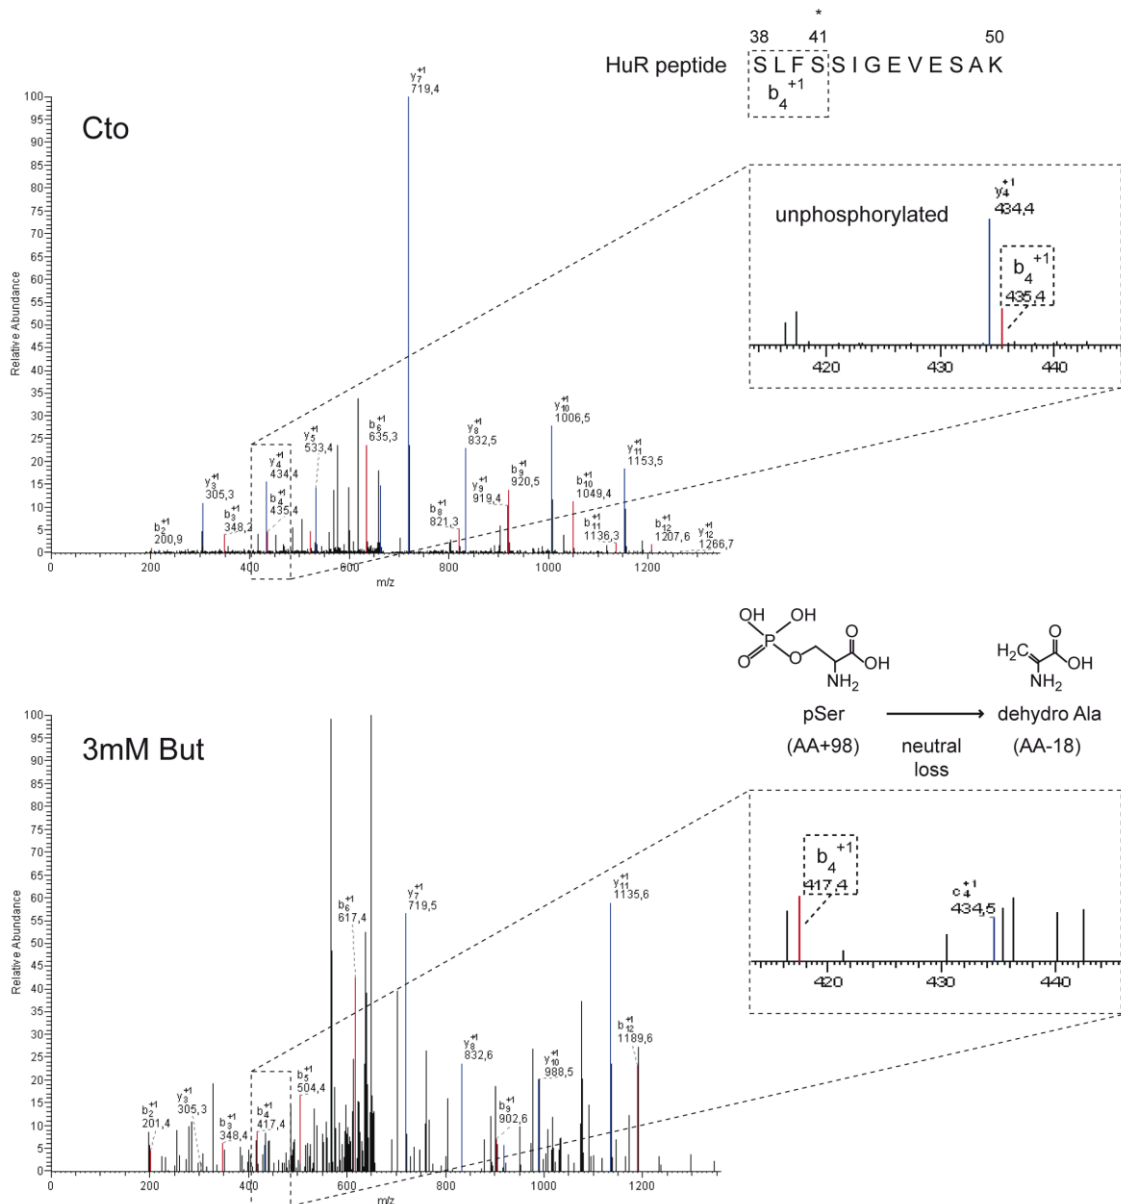 *
38 41 50
HuR peptide S L F S S I G E V E S A K
b4+1
Cto
Relative Abundance
100
95
90
85
80
75
70
65
60
55
50
45
40
35
30
25
20
15
10
5
0
y7+1
719,4
y3+1
305,3
b2+1
200,9
b3+1
348,2
y4+1
434,4
b4+1
435,4
y5+1
533,4
b6+1
635,3
b8+1
821,3
y8+1
832,5
y9+1
919,4
b9+1
920,5
y10+1
1006,5
b10+1
1049,4
b11+1
1136,3
y11+1
1153,5
b12+1
1207,6
y12+1
1266,7
0 200 400 600 800 1000 1200
m/z
unphosphorylated
y4+1
434,4
b4+1
435,4
420 430 440
OH OH O O
P H2C
O O OH OH
NH2 NH2
pSer dehydro Ala
(AA+98) neutral (AA-18)
loss
3mM But
Relative Abundance
100
95
90
85
80
75
70
65
60
55
50
45
40
35
30
25
20
15
10
5
0
b2+1
201,4
y3+1
305,3
b3+1
348,4
b4+1
417,4
b5+1
504,4
b6+1
617,4
y7+1
719,5
y8+1
832,6
b9+1
902,6
y10+1
988,5
y11+1
1135,6
b12+1
1189,6
0 200 400 600 800 1000 1200
m/z
b4+1
417,4
c4+1
434,5
420 430 440